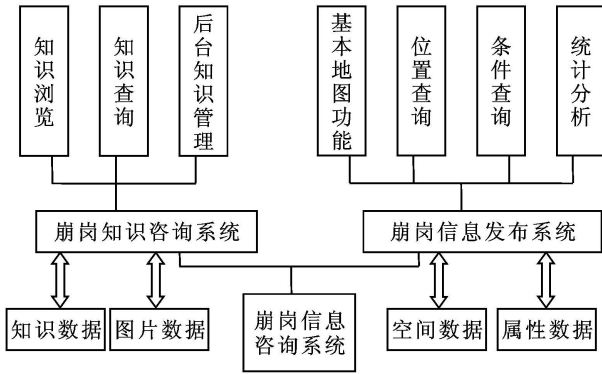 知识浏览
知识查询
后台知识管理
基本地图功能
位置查询
条件查询
统计分析
崩岗知识咨询系统
崩岗信息发布系统
知识数据
图片数据
崩岗信息
咨询系统
空间数据
属性数据